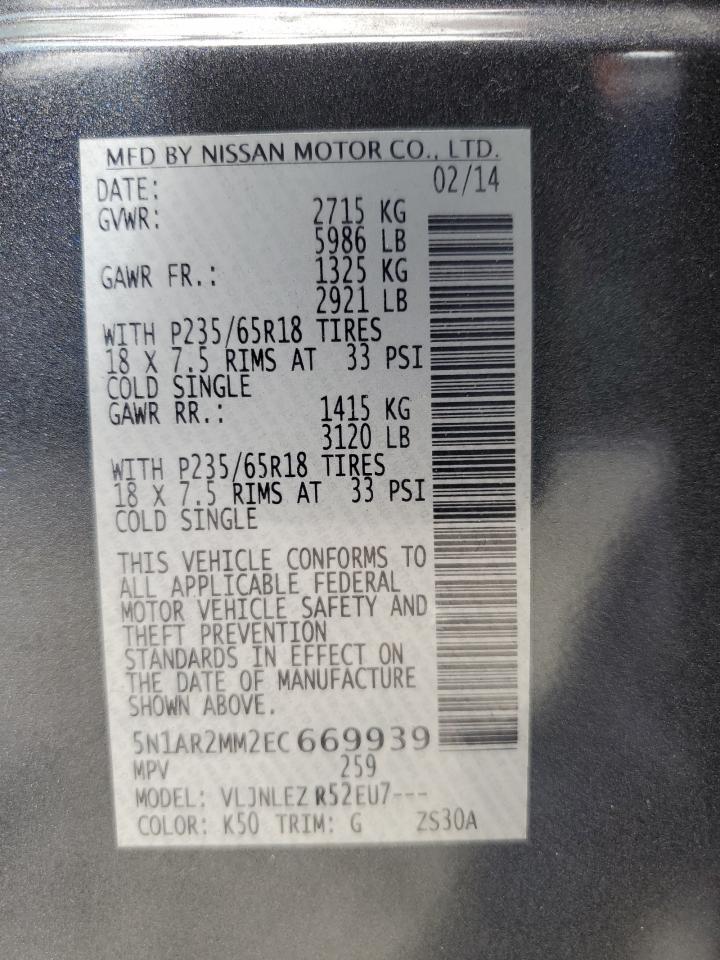 MFD BY NISSAN MOTOR CO., LTD.
DATE: 02/14
GVWR: 2715 KG
5986 LB
GAWR FR.: 1325 KG
2921 LB
WITH P235/65R18 TIRES
18 X 7.5 RIMS AT 33 PSI
COLD SINGLE
GAWR RR.: 1415 KG
3120 LB
WITH P235/65R18 TIRES
18 X 7.5 RIMS AT 33 PSI
COLD SINGLE
THIS VEHICLE CONFORMS TO
ALL APPLICABLE FEDERAL
MOTOR VEHICLE SAFETY AND
THEFT PREVENTION
STANDARDS IN EFFECT ON
THE DATE OF MANUFACTURE
SHOWN ABOVE.
5N1AR2MM2EC669939
MPV 259
MODEL: VLJNLEZ R52EU7---
COLOR: K50 TRIM: G ZS30A